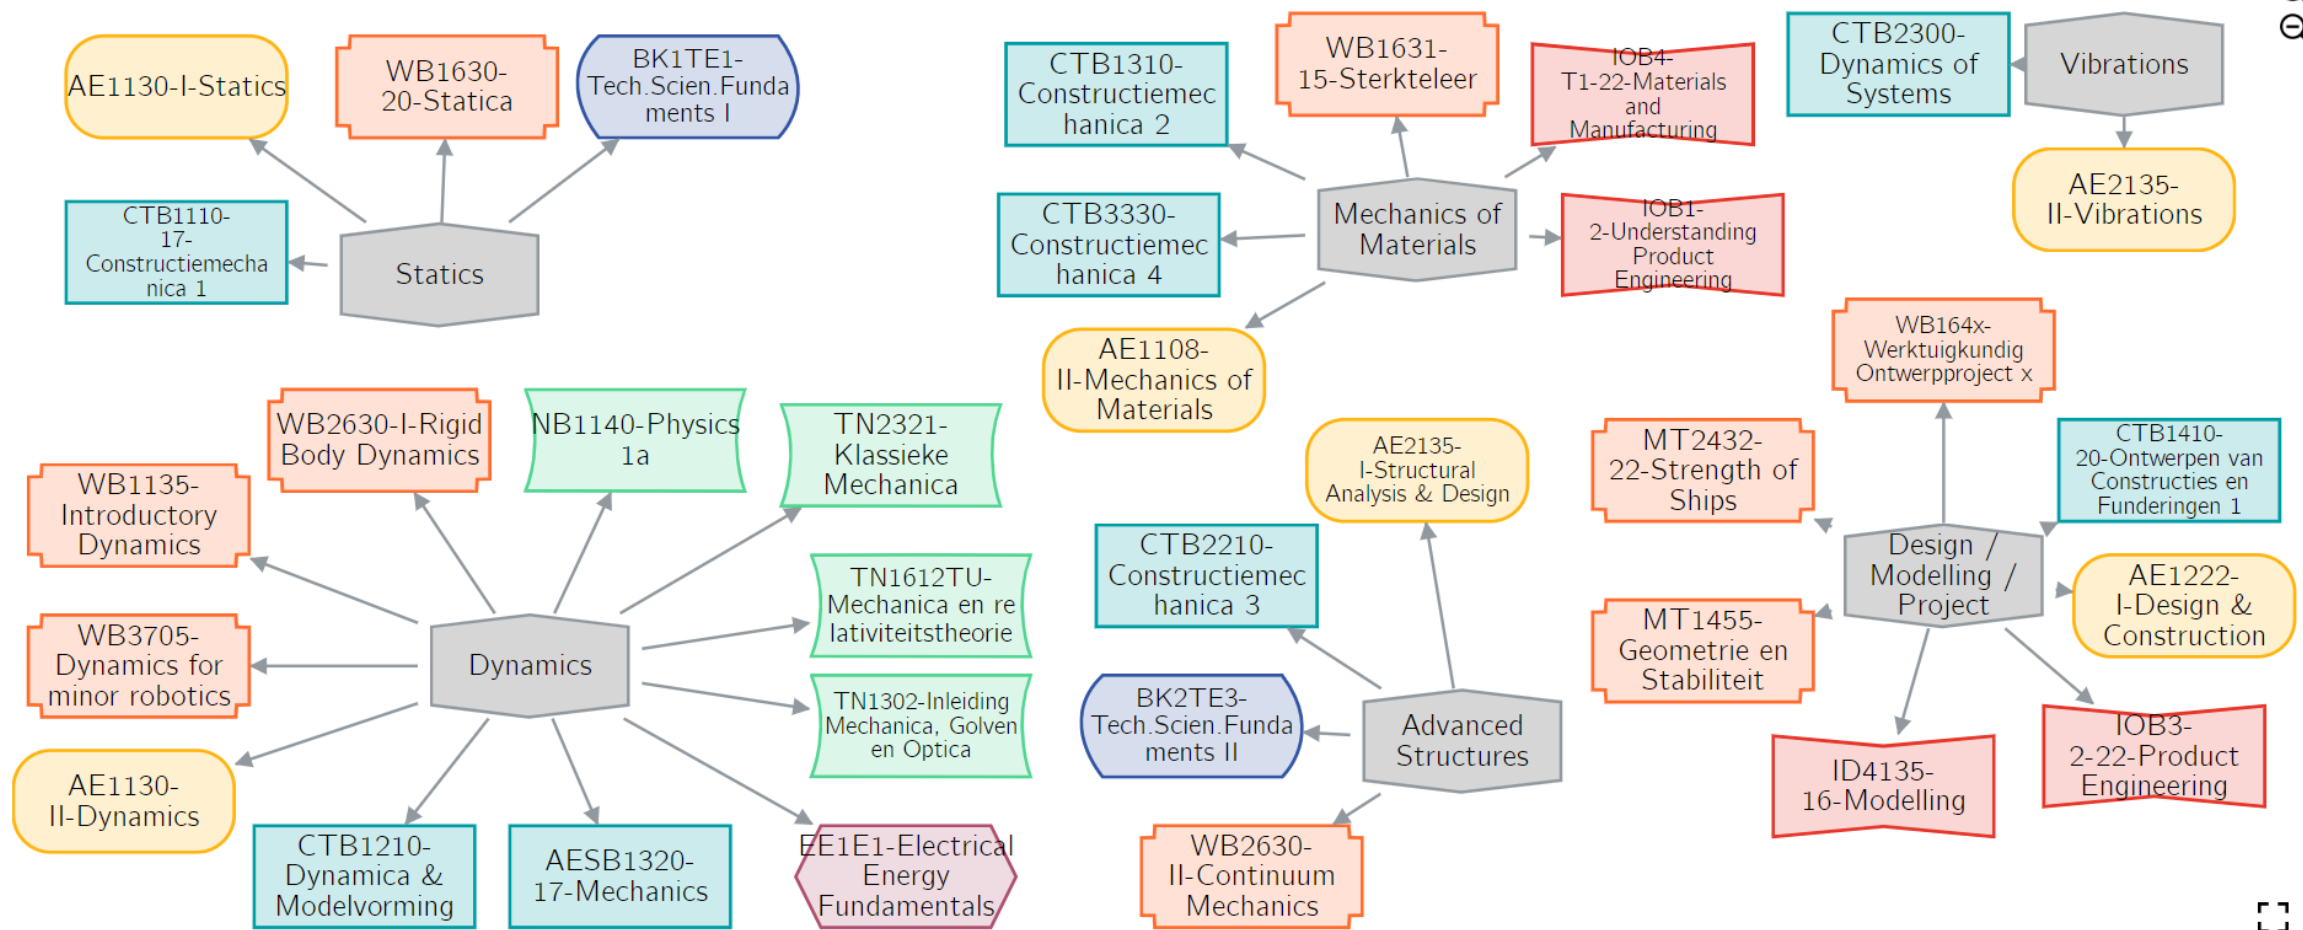 AE1130-I-Statics
WB1630-
20-Statica
BK1TE1-
Tech.Scien.Funda
ments I
CTB1110-
17-
Constructiemecha
nica 1
Statics
CTB1310-
Constructiemec
hanica 2
WB1631-
15-Sterkteleer
IOB4-
T1-22-Materials
and
Manufacturing
CTB3330-
Constructiemec
hanica 4
Mechanics of
Materials
IOB1-
2-Understanding
Product
Engineering
AE1108-
II-Mechanics of
Materials
CTB2300-
Dynamics of
Systems
Vibrations
AE2135-
II-Vibrations
WB2630-I-Rigid
Body Dynamics
NB1140-Physics
1a
TN2321-
Klassieke
Mechanica
WB1135-
Introductory
Dynamics
TN1612TU-
Mechanica en re
lativiteitstheorie
WB3705-
Dynamics for
minor robotics
Dynamics
TN1302-Inleiding
Mechanica, Golven
en Optica
AE1130-
II-Dynamics
CTB1210-
Dynamica &
Modelvorming
AESB1320-
17-Mechanics
EE1E1-Electrical
Energy
Fundamentals
AE2135-
I-Structural
Analysis & Design
CTB2210-
Constructiemec
hanica 3
BK2TE3-
Tech.Scien.Funda
ments II
Advanced
Structures
WB2630-
II-Continuum
Mechanics
WB164x-
Werktuigkundig
Ontwerpproject x
MT2432-
22-Strength of
Ships
CTB1410-
20-Ontwerpen van
Constructies en
Funderingen 1
Design /
Modelling /
Project
AE1222-
I-Design &
Construction
MT1455-
Geometrie en
Stabiliteit
ID4135-
16-Modelling
IOB3-
2-22-Product
Engineering